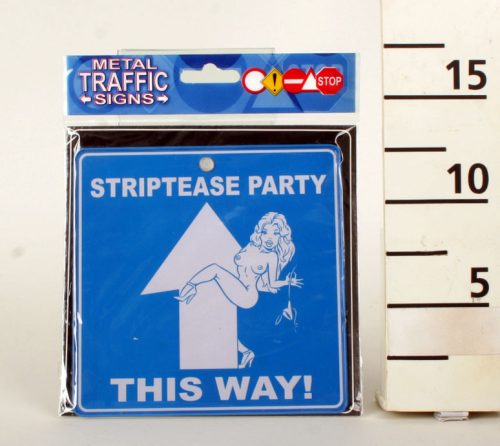 METAL
TRAFFIC
SIGNS
STOP
STRIPTEASE PARTY
THIS WAY!
15
10
5